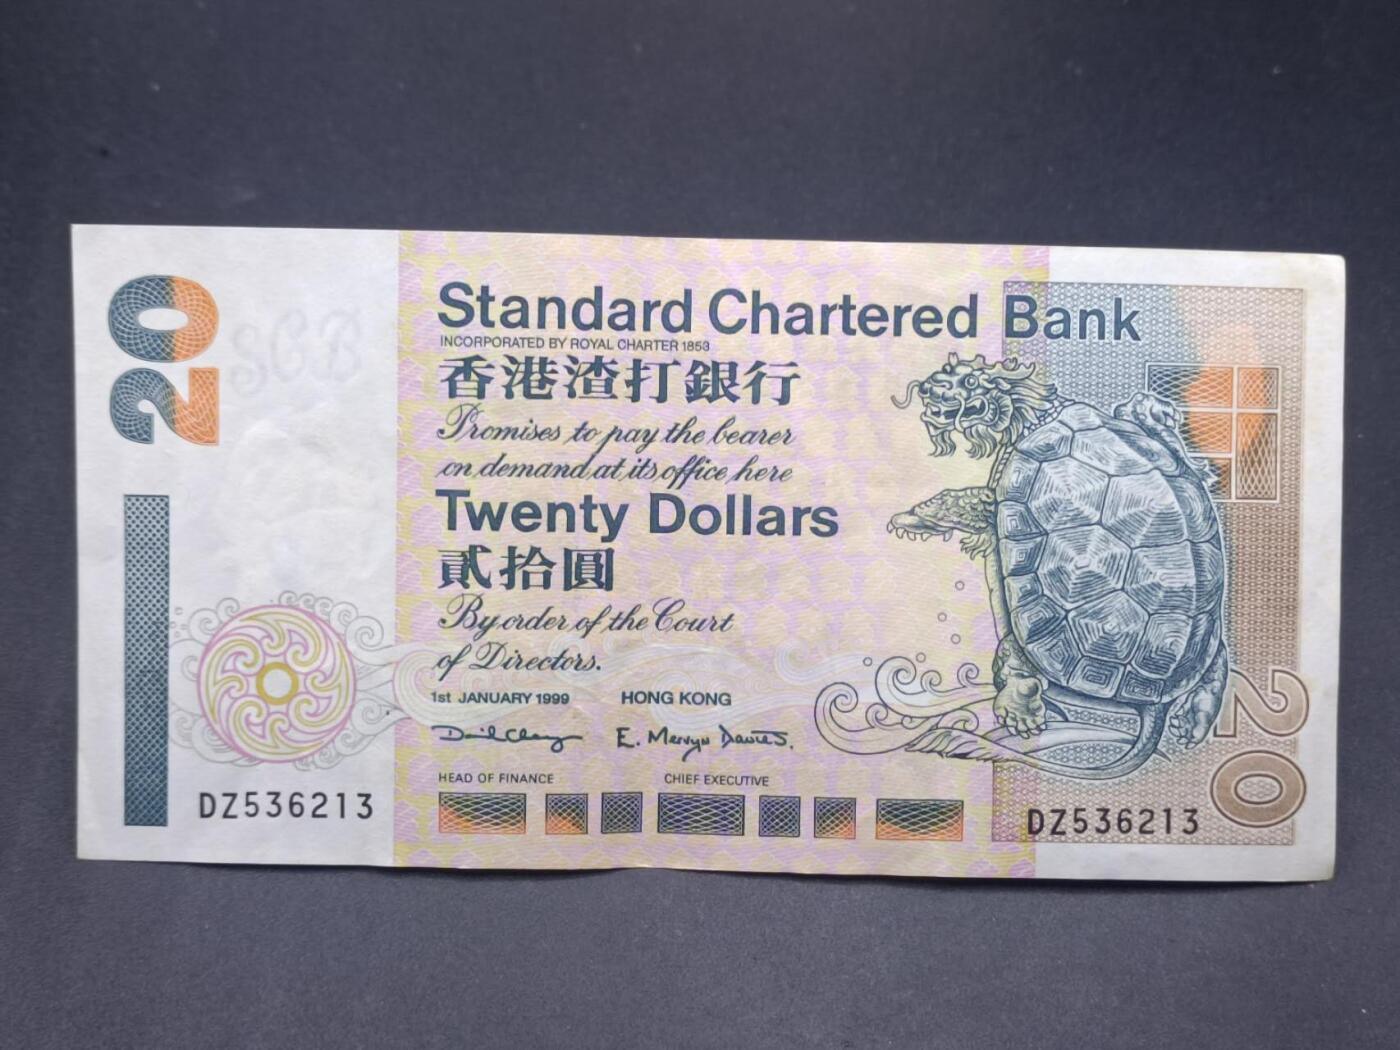 20
SCB
Standard Chartered Bank
INCORPORATED BY ROYAL CHARTER 1853
香港渣打銀行
Promises to pay the bearer
on demand at its office here
Twenty Dollars
貳拾圓
By order of the Court
of Directors.
1st JANUARY 1999 HONG KONG
E. Mervyn Davies.
HEAD OF FINANCE CHIEF EXECUTIVE
DZ536213 DZ536213
20